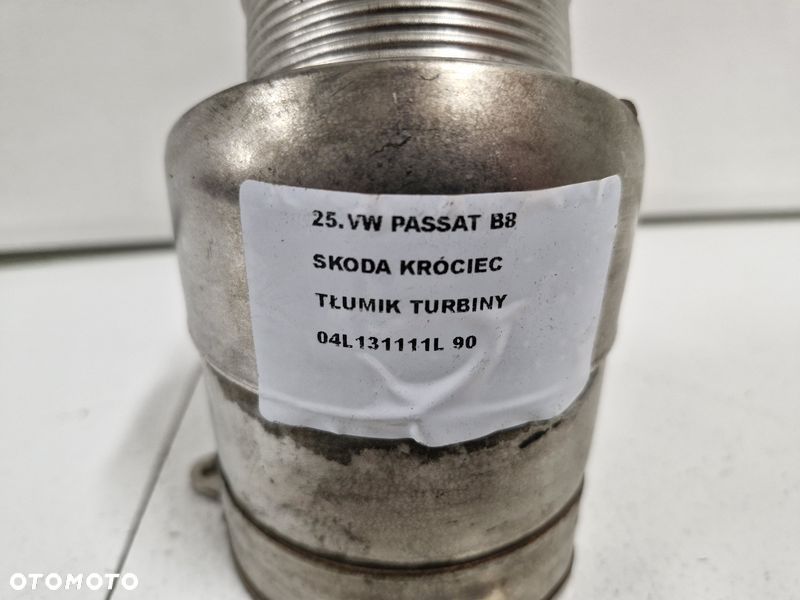 25.VW PASSAT B8
SKODA KRÓCIEC
TŁUMIK TURBINY
04L131111L 90
OTOMOTO